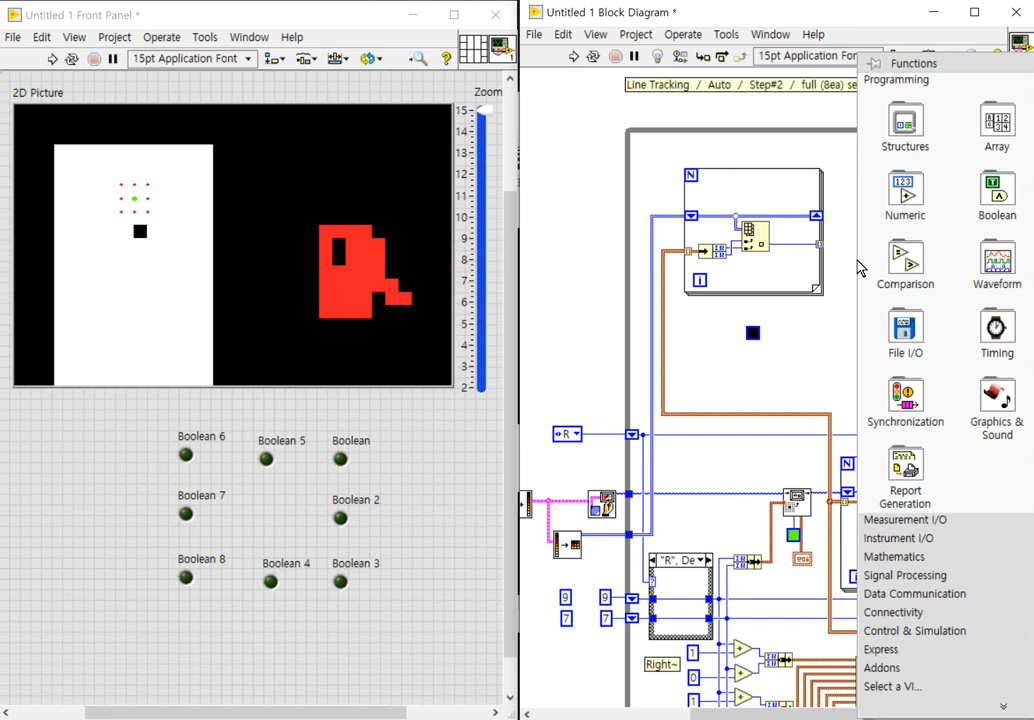 Untitled 1 Front Panel *
File Edit View Project Operate Tools Window Help
15pt Application Font
2D Picture
Zoom
15
14
13
12
11
10
9
8
7
6
5
4
3
2
Boolean 6
Boolean 5
Boolean
Boolean 7
Boolean 2
Boolean 8
Boolean 4
Boolean 3
Untitled 1 Block Diagram *
File Edit View Project Operate Tools Window Help
15pt Application Fon
Line Tracking / Auto / Step#2 / full (8ea) se
N
i
R
N
"R", De
?
9
9
7
7
1
0
1
Right~
Functions
Programming
Structures
Array
Numeric
Boolean
Comparison
Waveform
File I/O
Timing
Synchronization
Graphics & Sound
Report Generation
Measurement I/O
Instrument I/O
Mathematics
Signal Processing
Data Communication
Connectivity
Control & Simulation
Express
Addons
Select a VI...